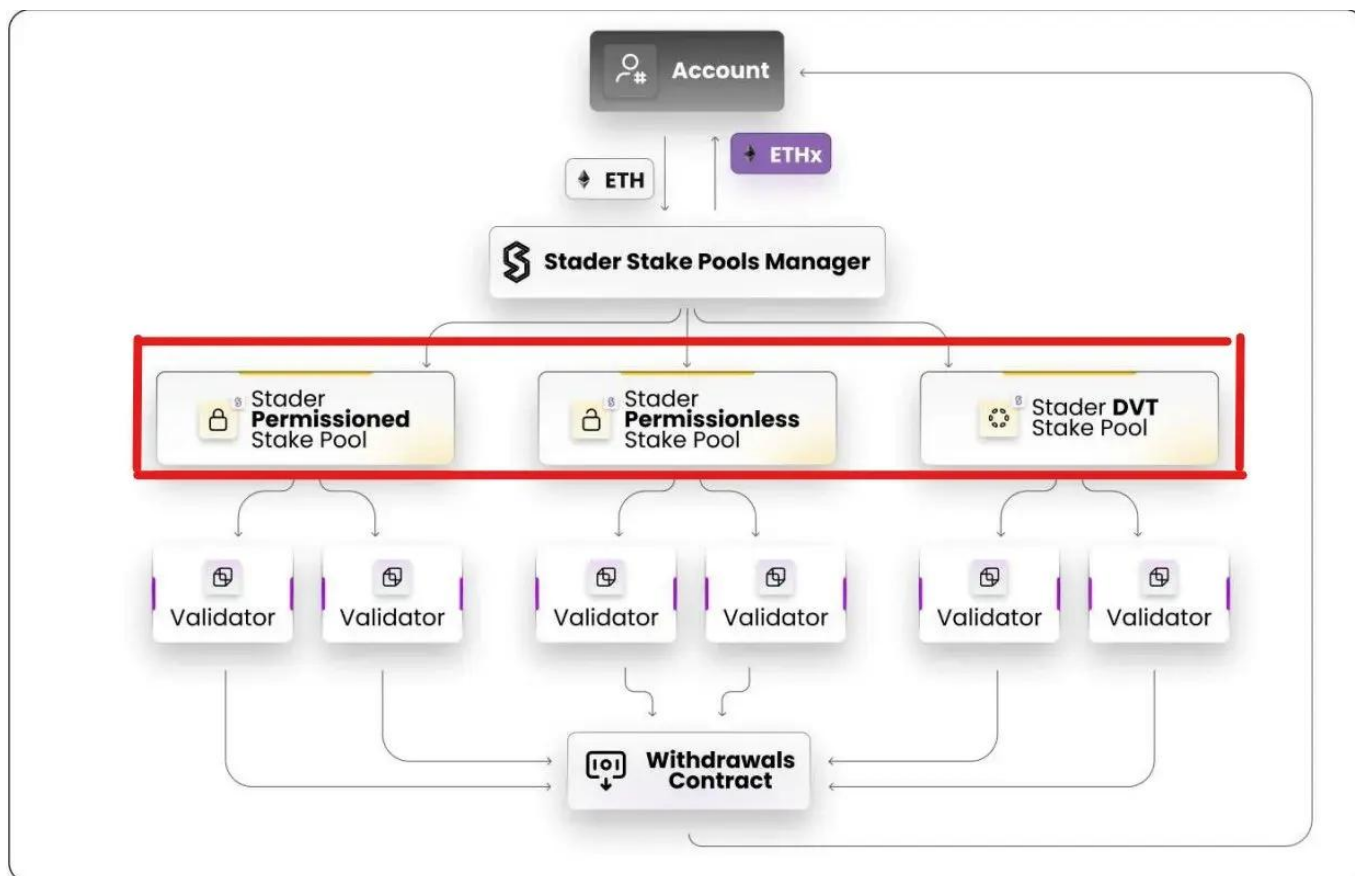 Account
ETHx
ETH
Stader Stake Pools Manager
Stader
Permissioned
Stake Pool
Stader
Permissionless
Stake Pool
Stader DVT
Stake Pool
Validator
Validator
Validator
Validator
Validator
Validator
Withdrawals
Contract